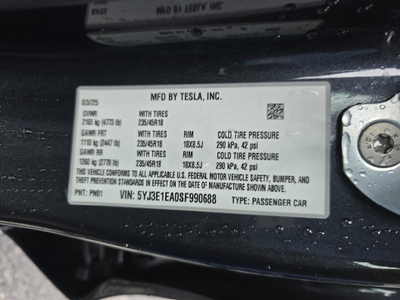 MFD BY TESLA, INC.
03/25
GVWR WITH TIRES
2165 kg (4773 lb) 235/45R18
GAWR FRT WITH TIRES RIM COLD TIRE PRESSURE
1110 kg (2447 lb) 235/45R18 18X8.5J 290 kPa, 42 psi
GAWR RR WITH TIRES RIM COLD TIRE PRESSURE
1260 kg (2778 lb) 235/45R18 18X8.5J 290 kPa, 42 psi
THIS VEHICLE CONFORMS TO ALL APPLICABLE U.S. FEDERAL MOTOR VEHICLE SAFETY, BUMPER, AND
THEFT PREVENTION STANDARDS IN EFFECT ON THE DATE OF MANUFACTURE SHOWN ABOVE.
PMT: PN01 VIN: 5YJ3E1EA0SF990688 TYPE: PASSENGER CAR